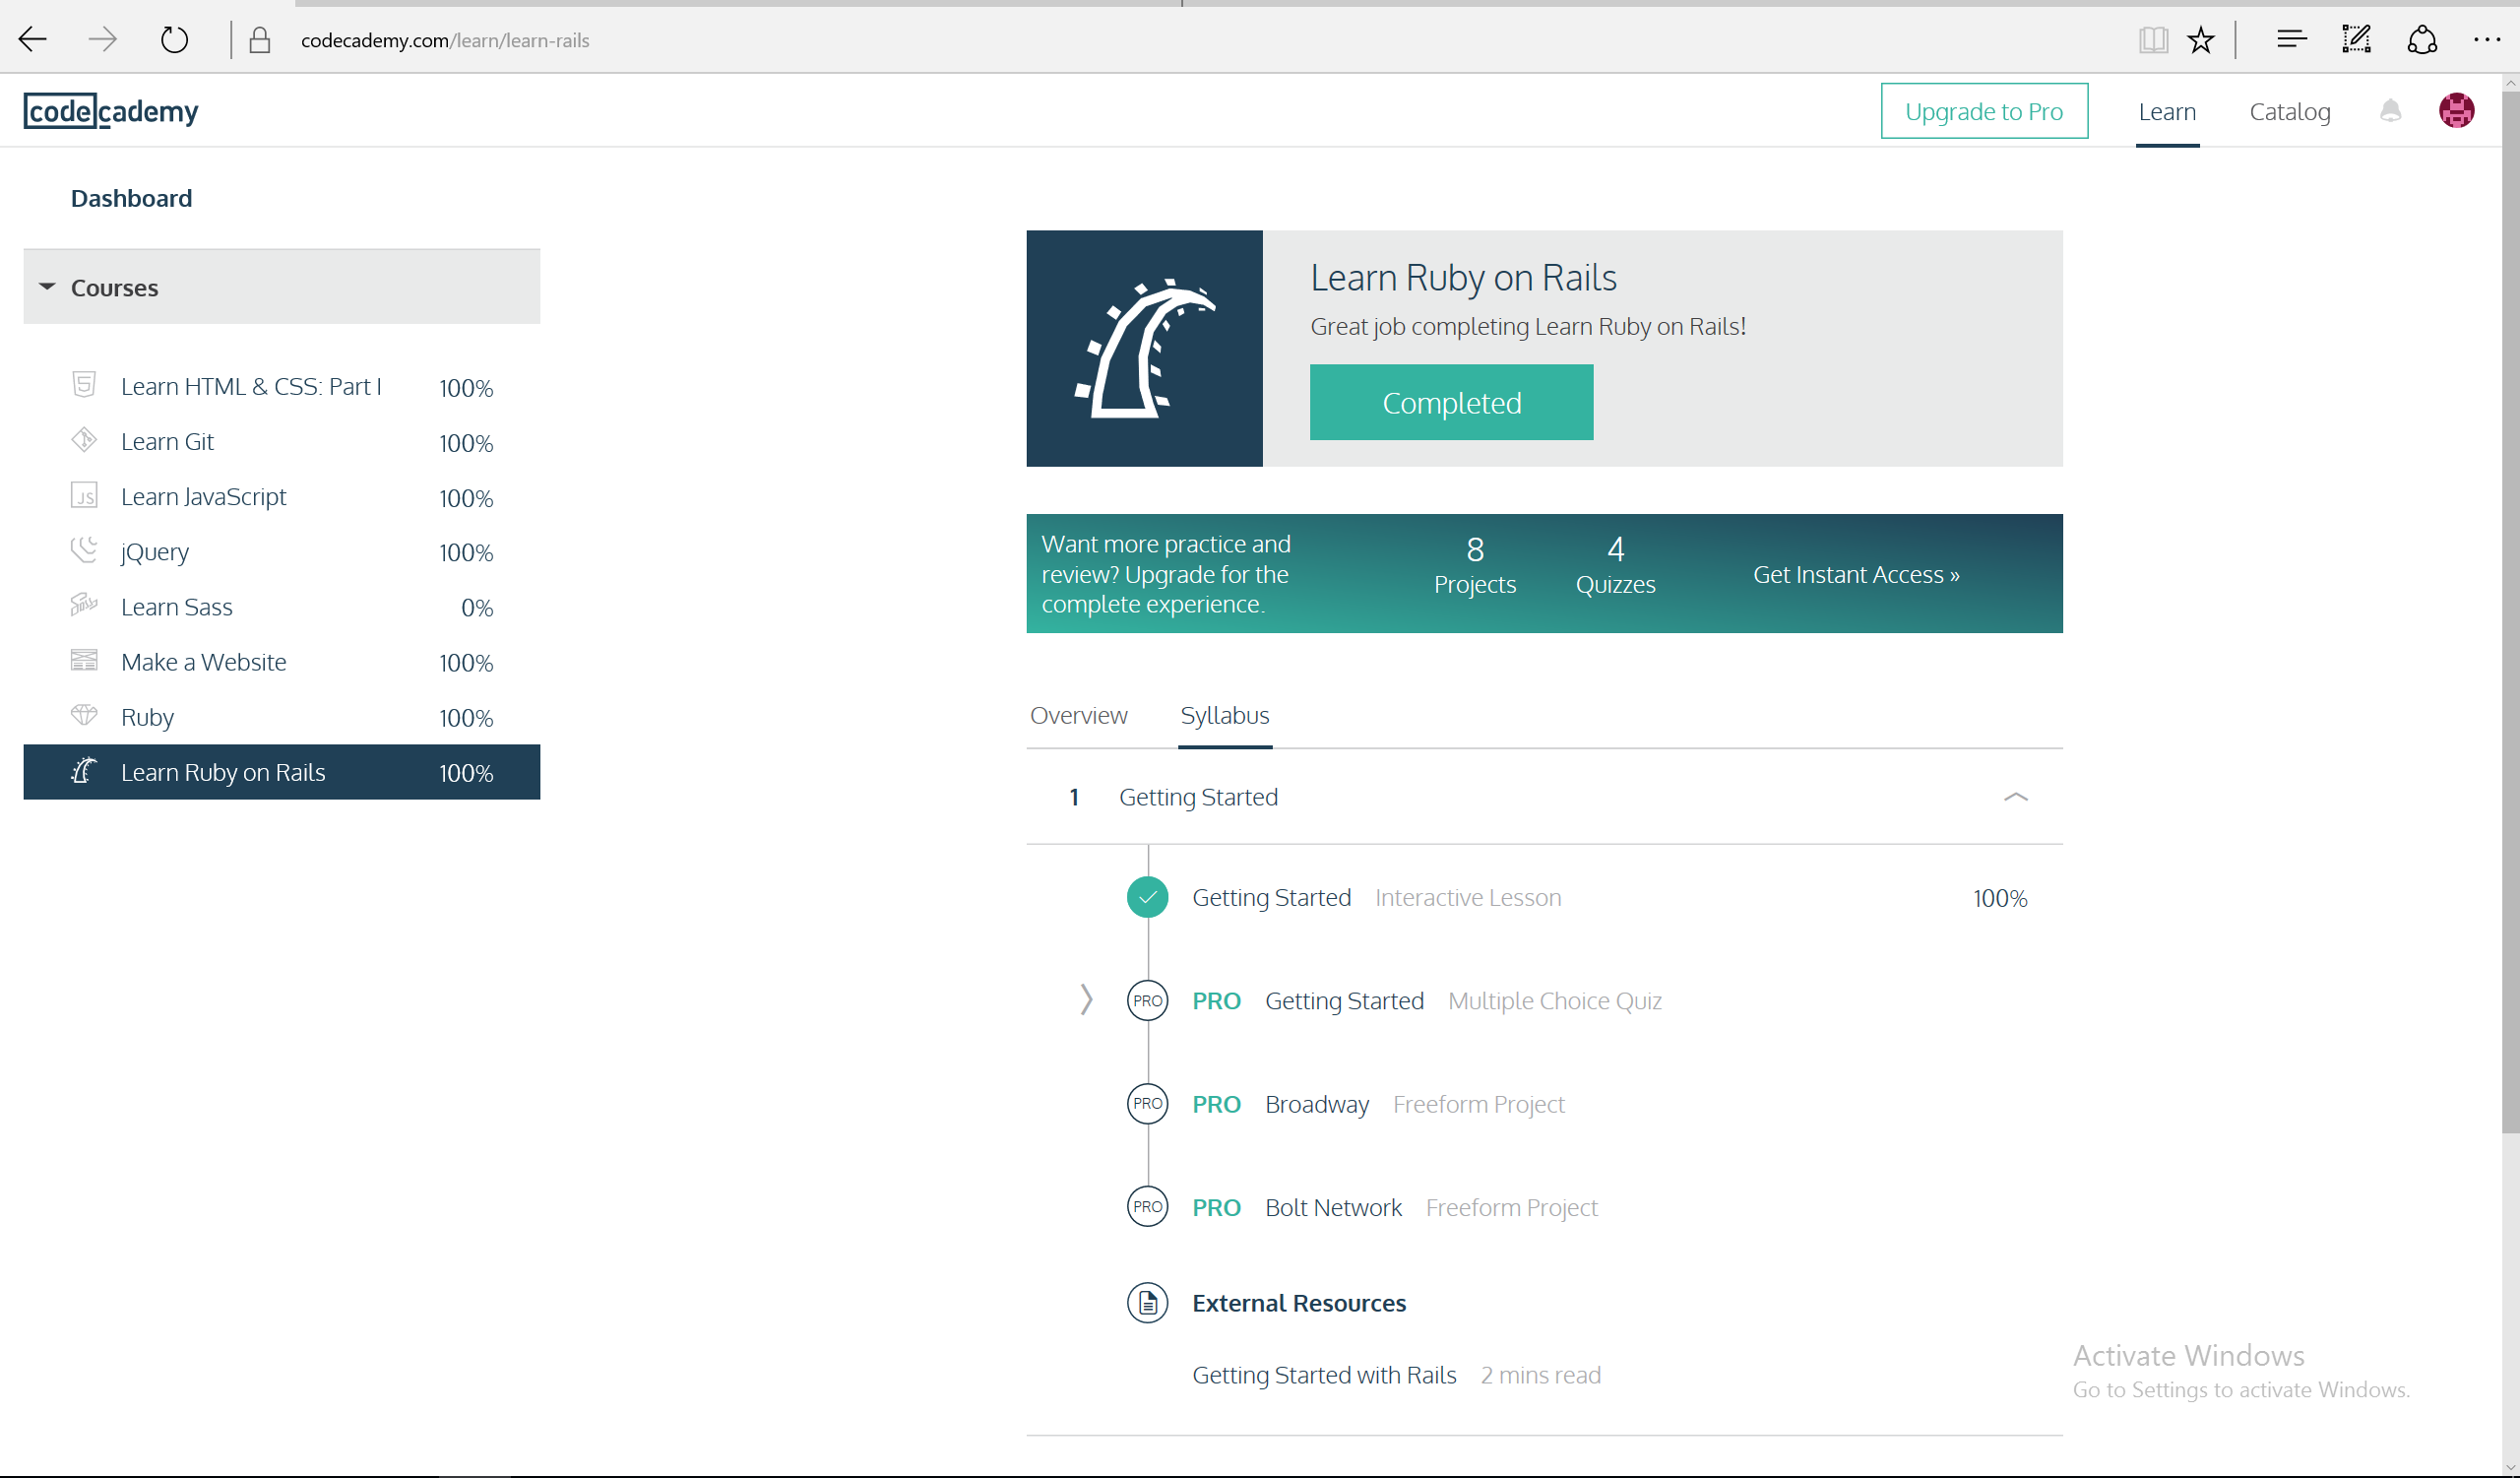 codecademy.com/learn/learn-rails
codecademy
Upgrade to Pro
Learn
Catalog
Dashboard
Courses
Learn HTML & CSS: Part I 100%
Learn Git 100%
JS Learn JavaScript 100%
jQuery 100%
Sass Learn Sass 0%
Make a Website 100%
Ruby 100%
Learn Ruby on Rails 100%
Learn Ruby on Rails
Great job completing Learn Ruby on Rails!
Completed
Want more practice and
review? Upgrade for the
complete experience.
8
Projects
4
Quizzes
Get Instant Access »
Overview
Syllabus
1 Getting Started
Getting Started Interactive Lesson 100%
PRO PRO Getting Started Multiple Choice Quiz
PRO PRO Broadway Freeform Project
PRO PRO Bolt Network Freeform Project
External Resources
Getting Started with Rails 2 mins read
Activate Windows
Go to Settings to activate Windows.